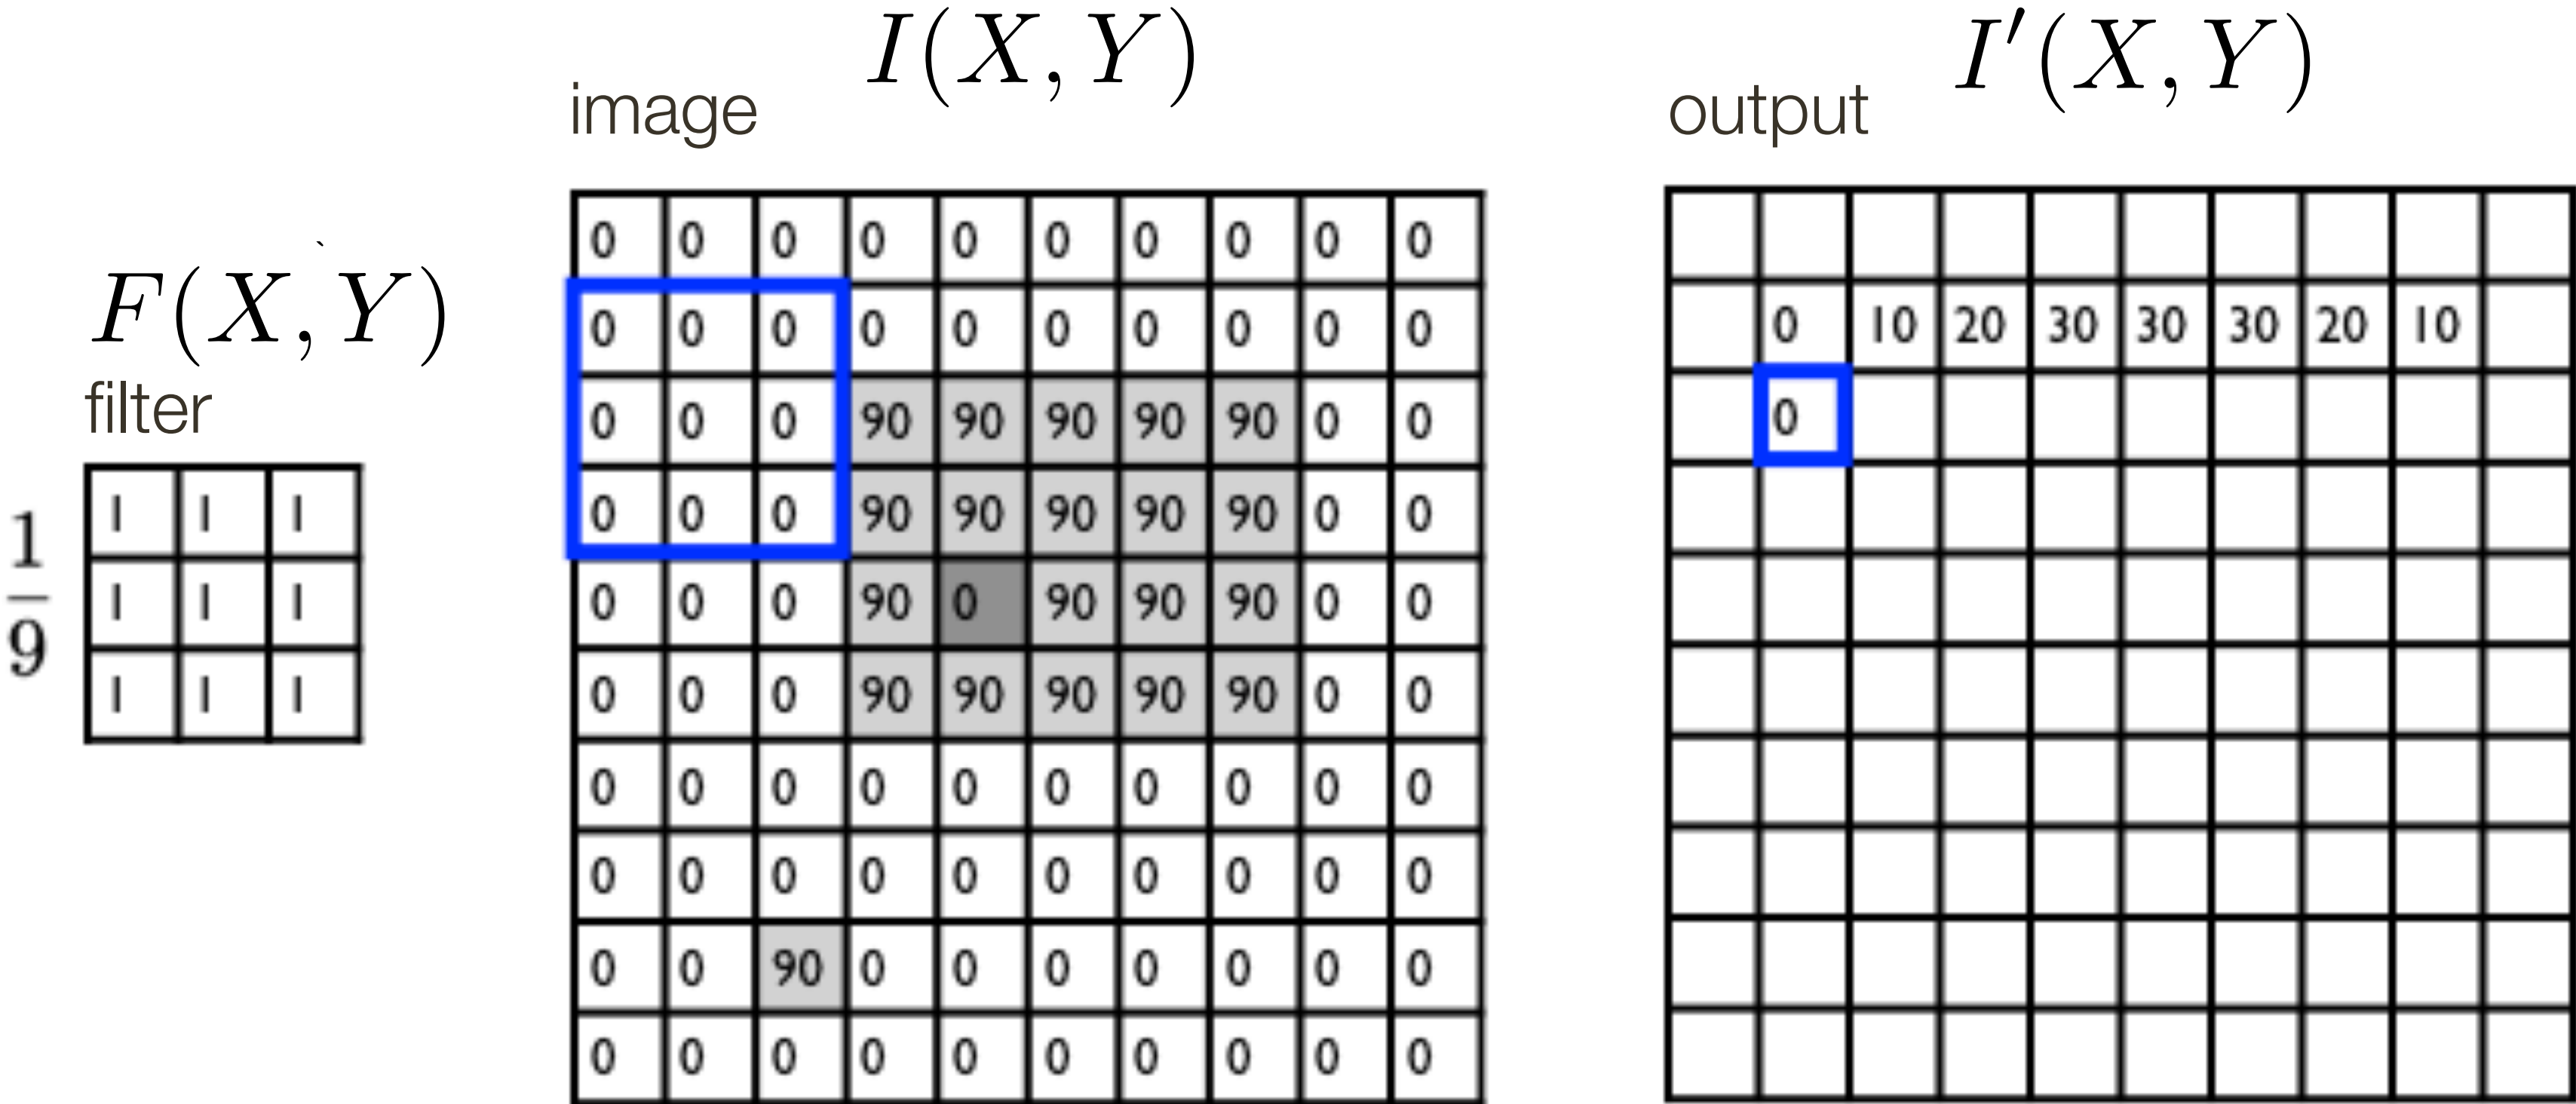 I(X, Y)
I′(X, Y)
image
output
F(X, Y)
filter
1/9
1 1 1
1 1 1
1 1 1
0 0 0 0 0 0 0 0 0 0
0 0 0 0 0 0 0 0 0 0
0 0 0 90 90 90 90 90 0 0
0 0 0 90 90 90 90 90 0 0
0 0 0 90 0 90 90 90 0 0
0 0 0 90 90 90 90 90 0 0
0 0 0 0 0 0 0 0 0 0
0 0 0 0 0 0 0 0 0 0
0 0 90 0 0 0 0 0 0 0
0 0 0 0 0 0 0 0 0 0
0 10 20 30 30 30 20 10
0